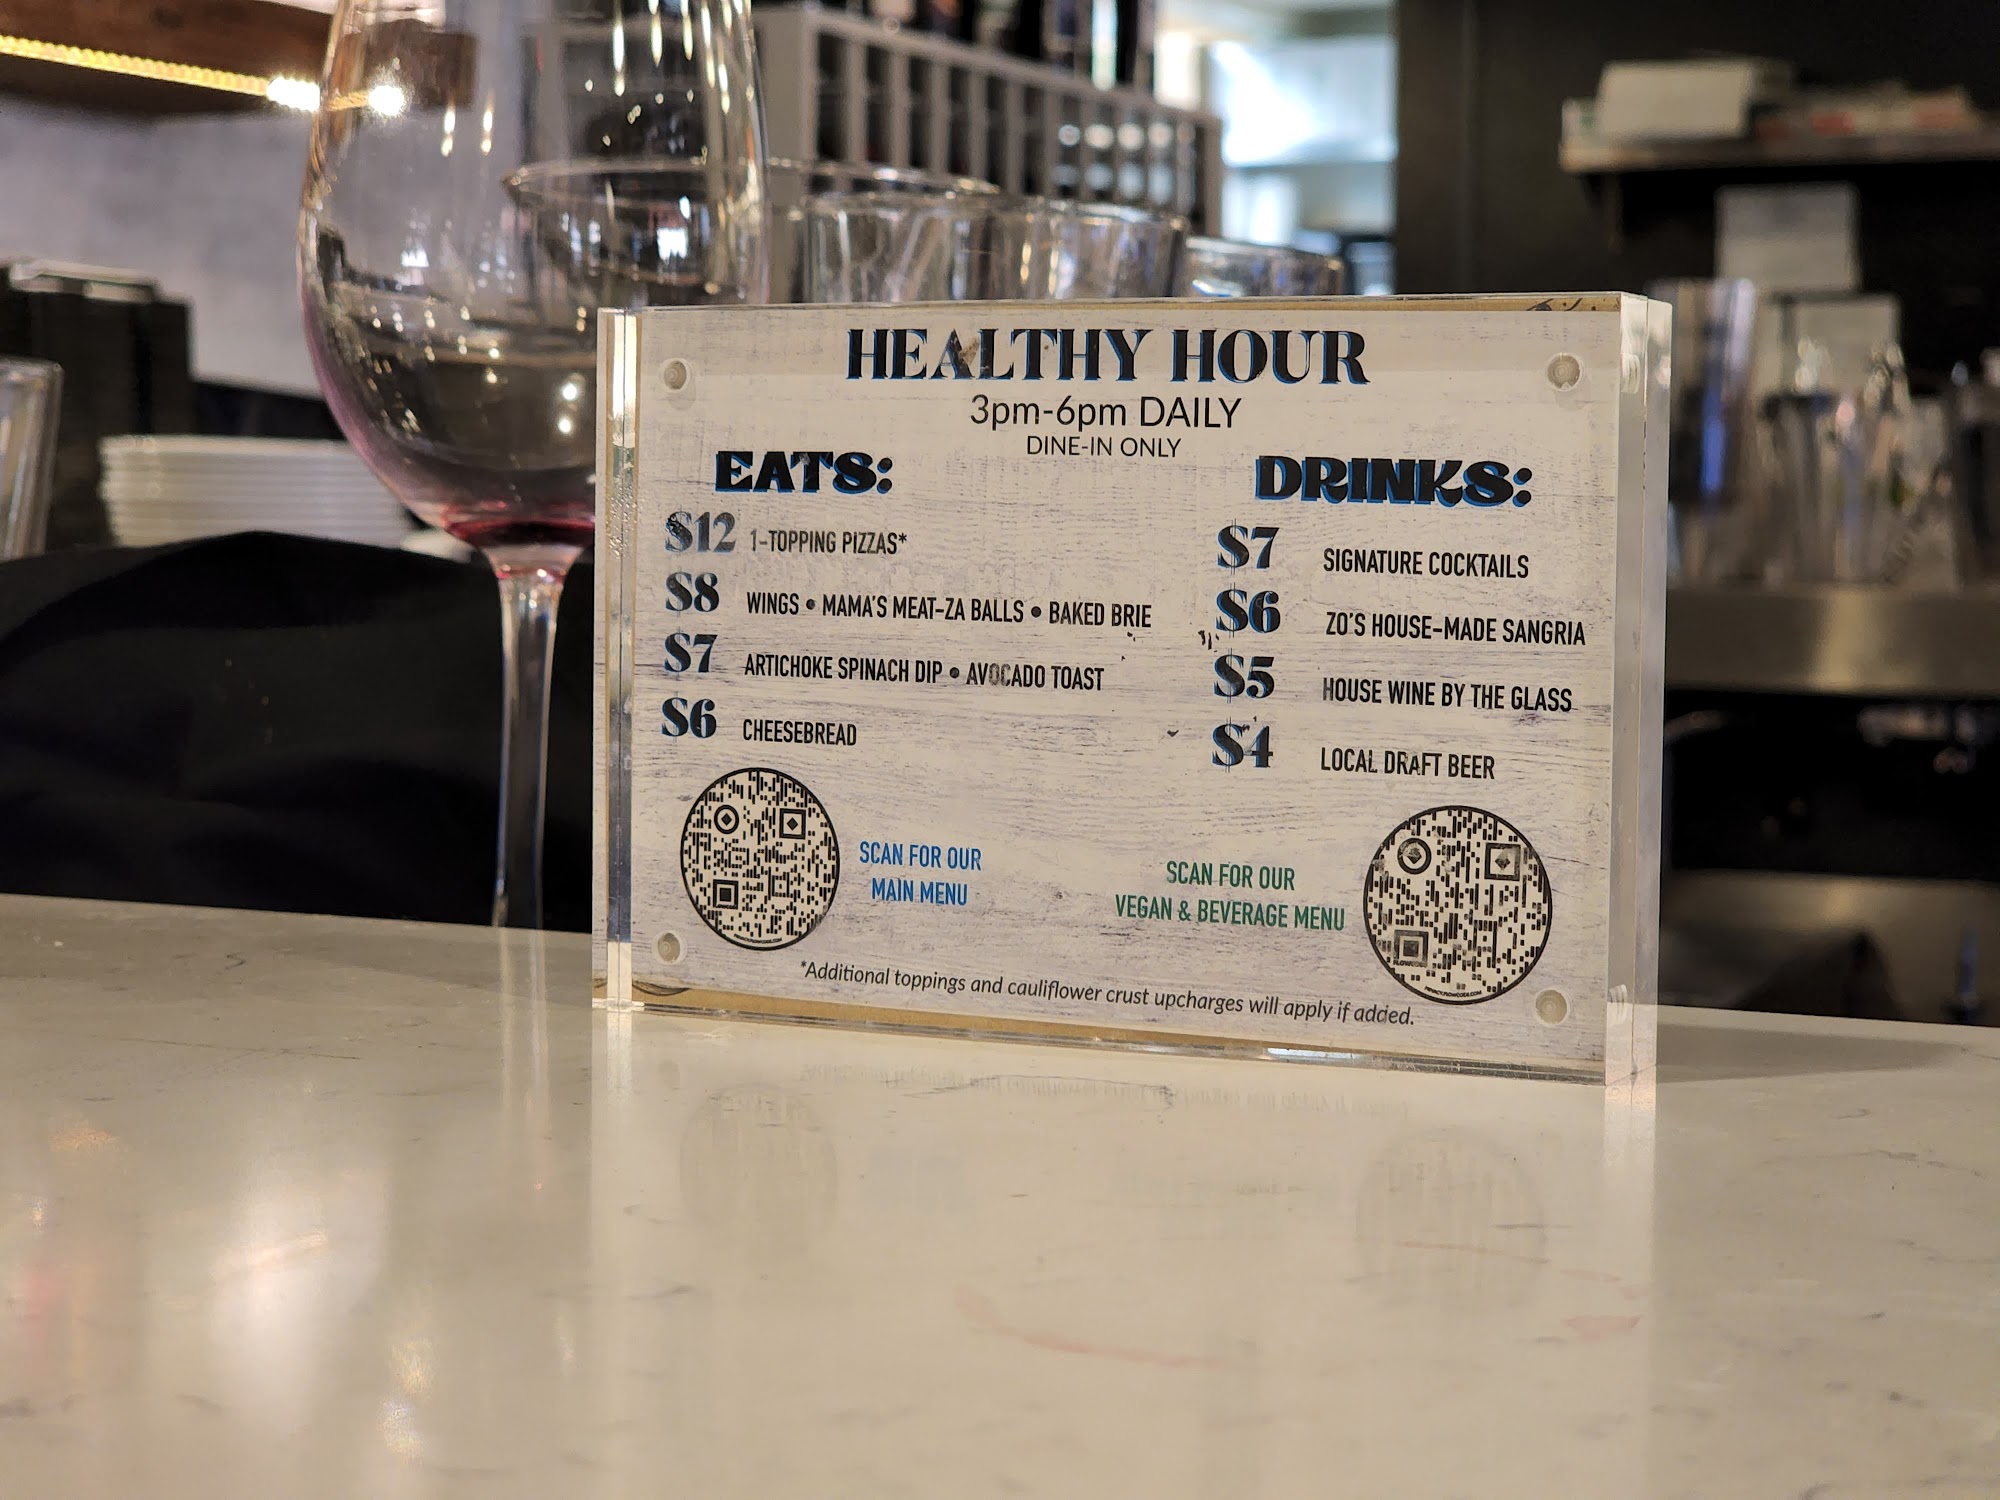 HEALTHY HOUR
3pm-6pm DAILY
DINE-IN ONLY
EATS:
$12 1-TOPPING PIZZAS*
$8 WINGS • MAMA'S MEAT-ZA BALLS • BAKED BRIE
$7 ARTICHOKE SPINACH DIP • AVOCADO TOAST
$6 CHEESEBREAD
DRINKS:
$7 SIGNATURE COCKTAILS
$6 ZO'S HOUSE-MADE SANGRIA
$5 HOUSE WINE BY THE GLASS
$4 LOCAL DRAFT BEER
SCAN FOR OUR
MAIN MENU
SCAN FOR OUR
VEGAN & BEVERAGE MENU
*Additional toppings and cauliflower crust upcharges will apply if added.